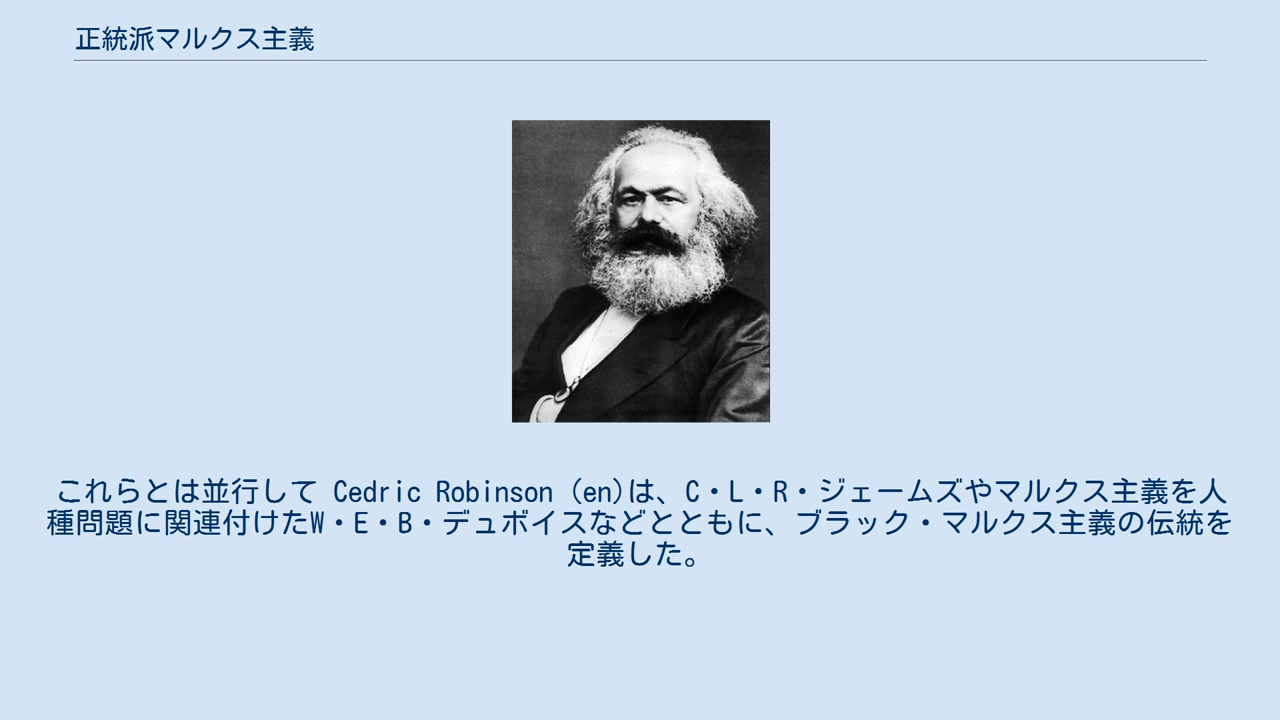 正統派マルクス主義
これらとは並行して Cedric Robinson (en)は、C・L・R・ジェームズやマルクス主義を人
種問題に関連付けたW・E・B・デュボイスなどとともに、ブラック・マルクス主義の伝統を
定義した。